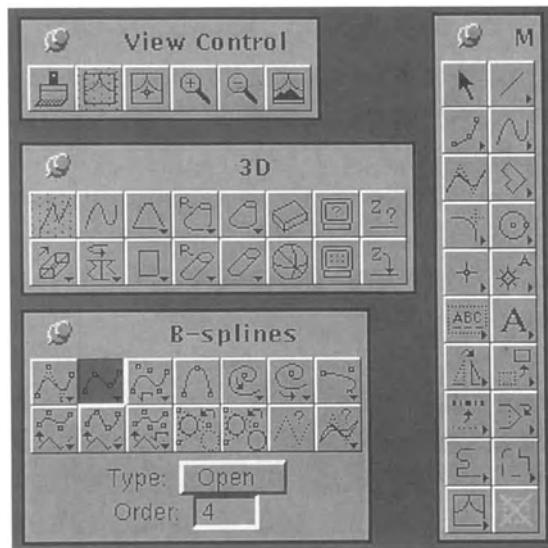 View Control
M
3D
R
R
?
Z?
Z
B-splines
A
ABC
A
Type: Open
Order: 4